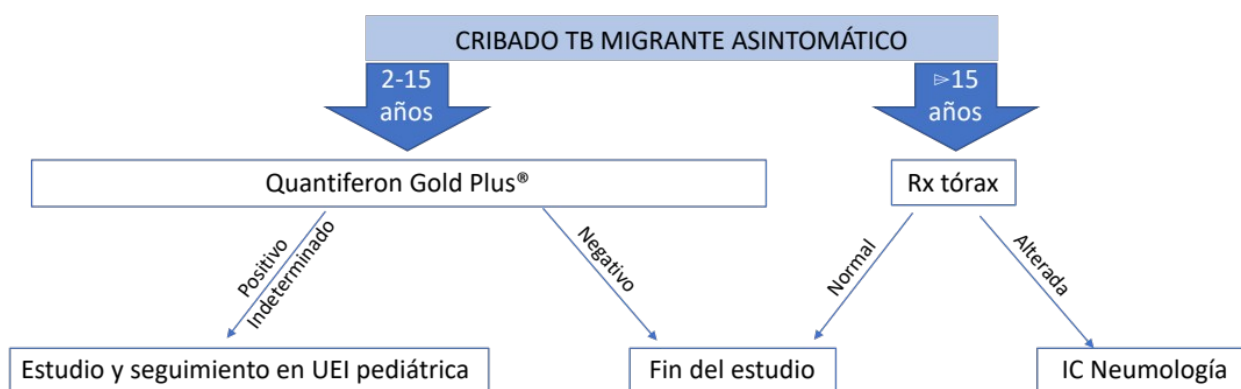 CRIBADO TB MIGRANTE ASINTOMÁTICO
2-15
años
⊳15
años
Quantiferon Gold Plus®
Rx tórax
Positivo
Indeterminado
Negativo
Normal
Alterada
Estudio y seguimiento en UEI pediátrica
Fin del estudio
IC Neumología